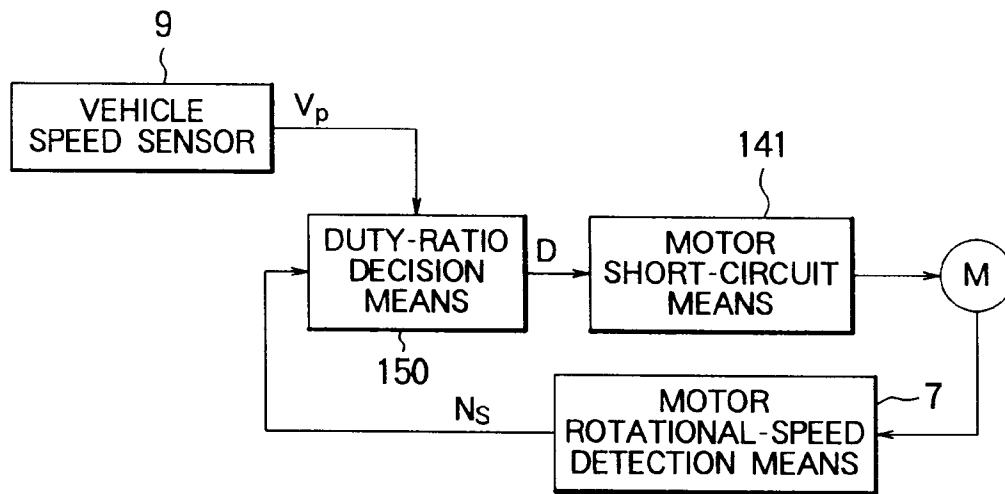 9
VEHICLE
SPEED SENSOR
Vp
141
DUTY-RATIO
DECISION
MEANS
D
MOTOR
SHORT-CIRCUIT
MEANS
M
150
NS
MOTOR
ROTATIONAL-SPEED
DETECTION MEANS
7